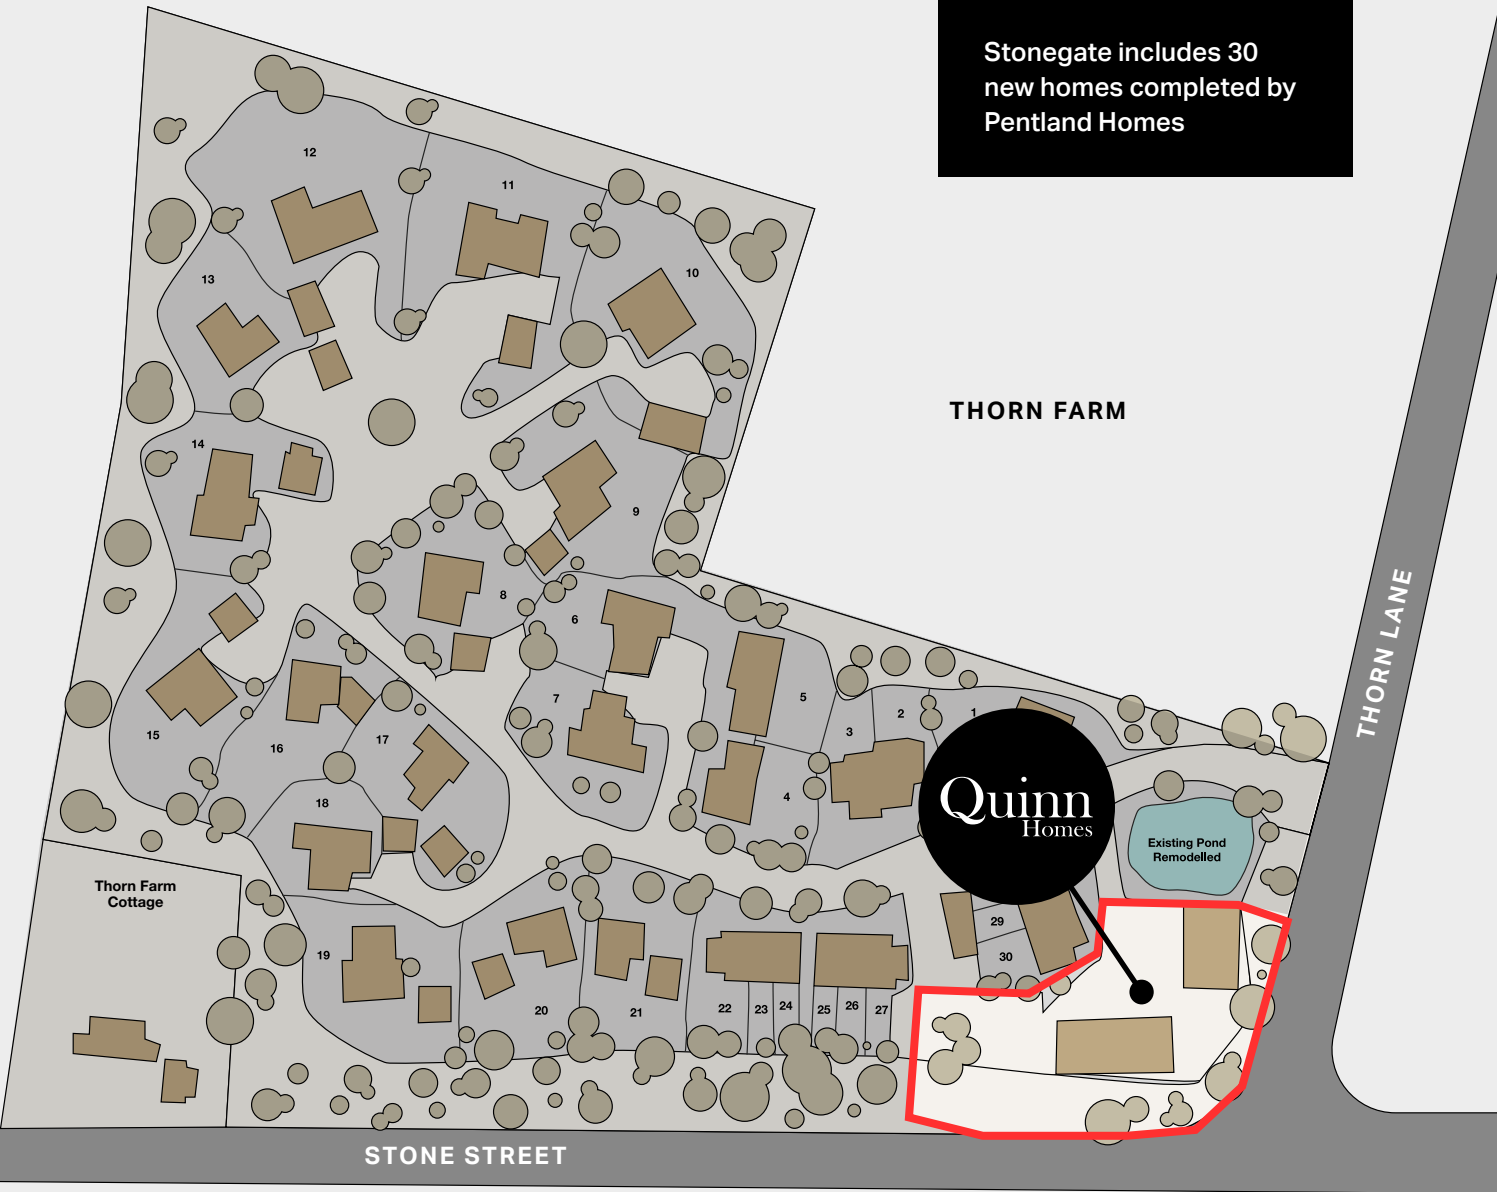 Stonegate includes 30
new homes completed by
Pentland Homes
12
11
13
10
THORN FARM
14
9
8
6
THORN LANE
7
5
2
1
3
15
16
17
4
18
Quinn
Homes
Existing Pond
Remodelled
Thorn Farm
Cottage
29
30
19
20
21
22
23
24
25
26
27
STONE STREET